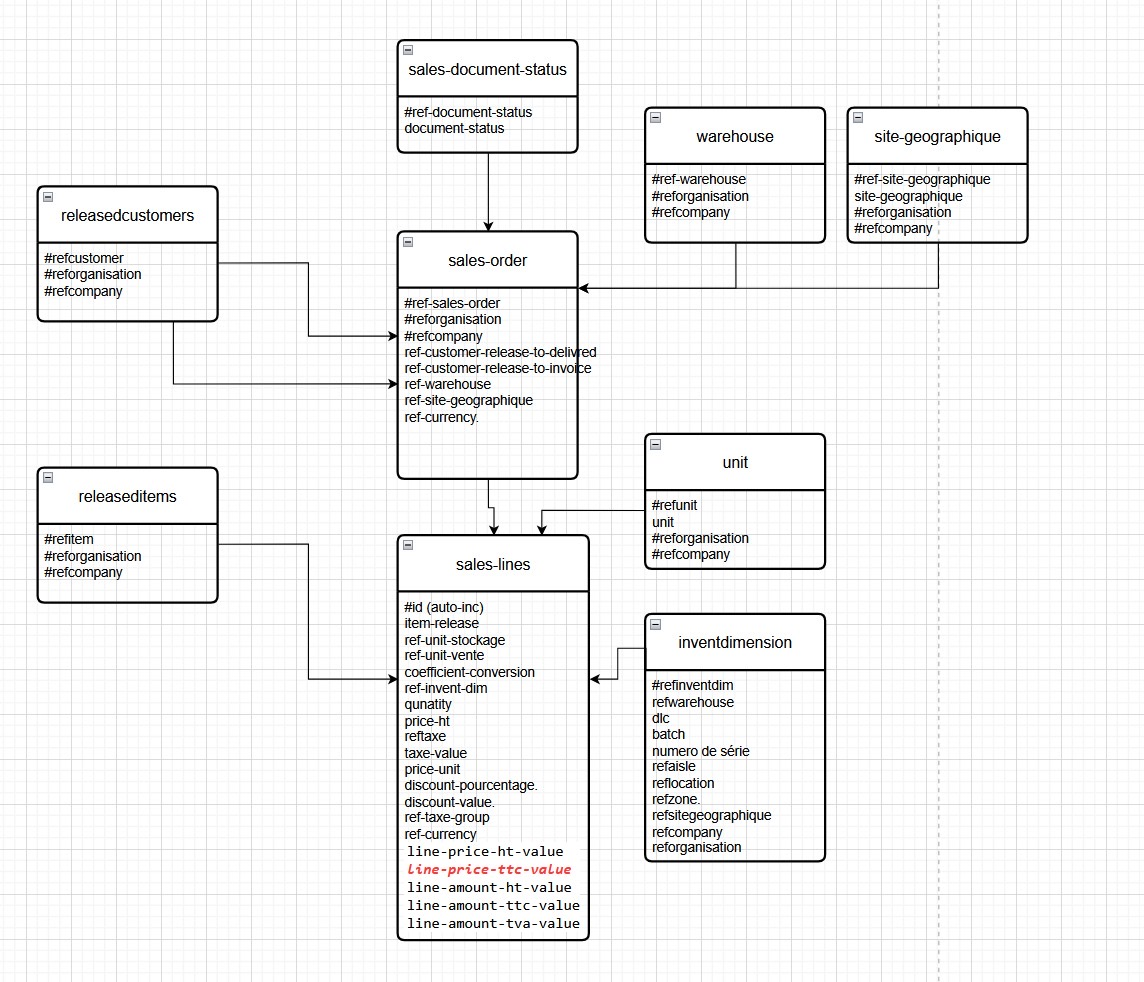 sales-document-status
#ref-document-status
document-status
warehouse
#ref-warehouse
#reforganisation
#refcompany
site-geographique
#ref-site-geographique
site-geographique
#reforganisation
#refcompany
releasedcustomers
#refcustomer
#reforganisation
#refcompany
sales-order
#ref-sales-order
#reforganisation
#refcompany
ref-customer-release-to-delivred
ref-customer-release-to-invoice
ref-warehouse
ref-site-geographique
ref-currency.
releaseditems
#refitem
#reforganisation
#refcompany
unit
#refunit
unit
#reforganisation
#refcompany
sales-lines
#id (auto-inc)
item-release
ref-unit-stockage
ref-unit-vente
coefficient-conversion
ref-invent-dim
qunatity
price-ht
reftaxe
taxe-value
price-unit
discount-pourcentage.
discount-value.
ref-taxe-group
ref-currency
line-price-ht-value
line-price-ttc-value
line-amount-ht-value
line-amount-ttc-value
line-amount-tva-value
inventdimension
#refinventdim
refwarehouse
dlc
batch
numero de série
refaisle
reflocation
refzone.
refsitegeographique
refcompany
reforganisation